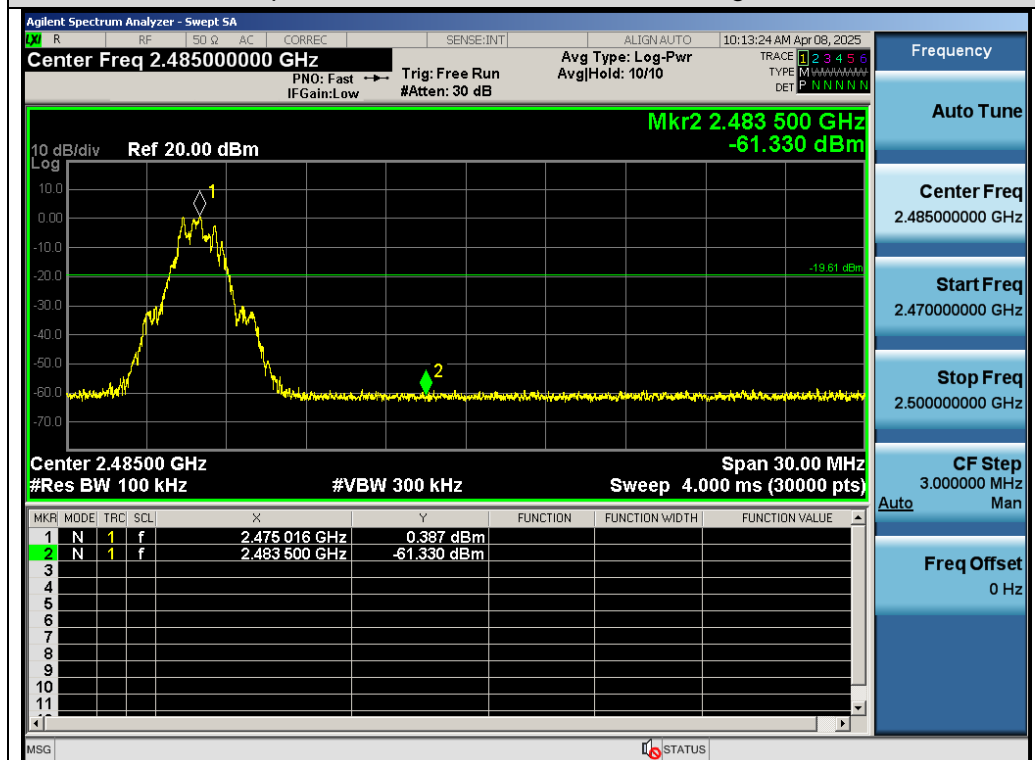 Agilent Spectrum Analyzer - Swept SA
LXI R RF 50 Ω AC CORREC SENSE:INT ALIGN AUTO 10:13:24 AM Apr 08, 2025
Center Freq 2.485000000 GHz
PNO: Fast
IFGain:Low
Trig: Free Run
#Atten: 30 dB
Avg Type: Log-Pwr
Avg|Hold: 10/10
TRACE 1 2 3 4 5 6
TYPE M WWWWW
DET P N N N N N
Mkr2 2.483 500 GHz
-61.330 dBm
10 dB/div Ref 20.00 dBm
Log
10.0
0.00
-10.0
-20.0
-30.0
-40.0
-50.0
-60.0
-70.0
1
-19.61 dBm
2
Center 2.48500 GHz Span 30.00 MHz
#Res BW 100 kHz #VBW 300 kHz Sweep 4.000 ms (30000 pts)
MKR MODE TRC SCL X Y FUNCTION FUNCTION WIDTH FUNCTION VALUE
1 N 1 f 2.475 016 GHz 0.387 dBm
2 N 1 f 2.483 500 GHz -61.330 dBm
3
4
5
6
7
8
9
10
11
MSG STATUS
Frequency
Auto Tune
Center Freq
2.485000000 GHz
Start Freq
2.470000000 GHz
Stop Freq
2.500000000 GHz
CF Step
3.000000 MHz
Auto Man
Freq Offset
0 Hz